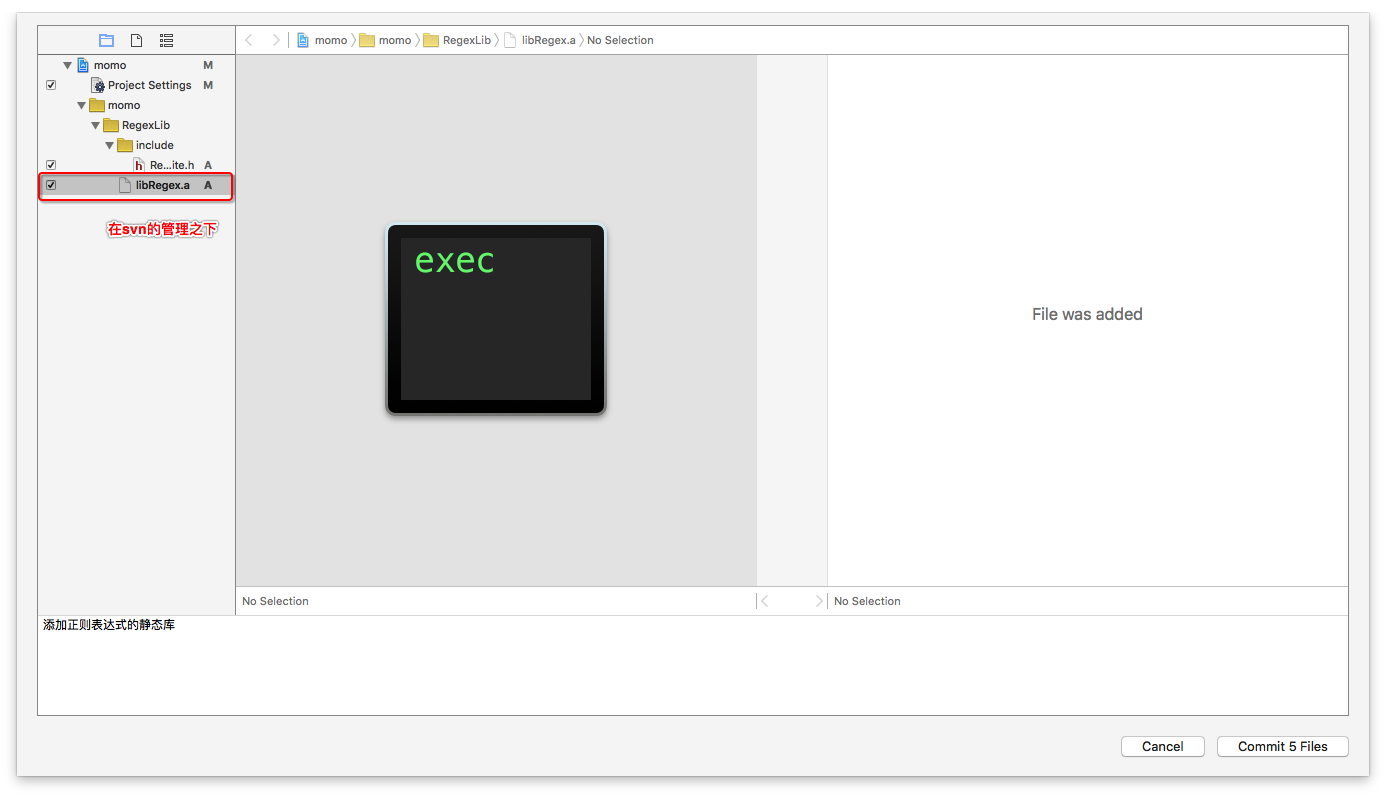 momo momo RegexLib libRegex.a No Selection
momo M
Project Settings M
momo
RegexLib
include
h Re...ite.h A
libRegex.a A
在svn的管理之下
exec
File was added
No Selection
No Selection
添加正则表达式的静态库
Cancel
Commit 5 Files